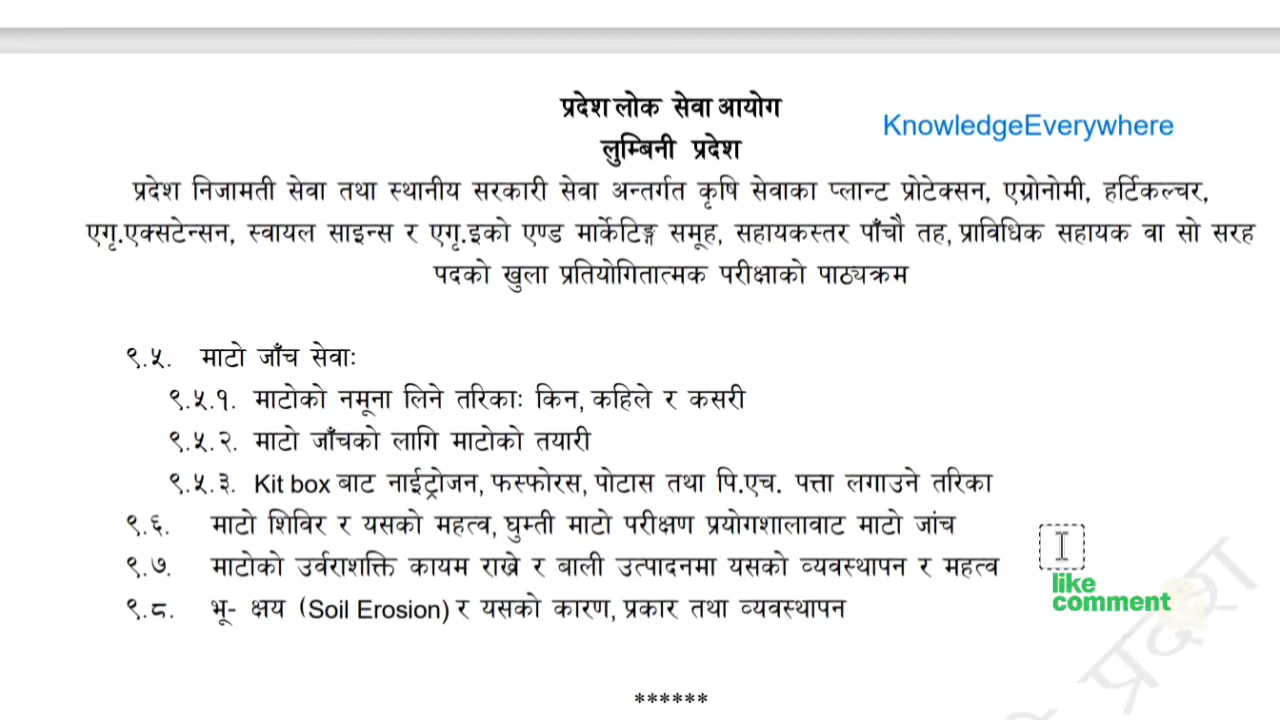 प्रदेश लोक सेवा आयोग
KnowledgeEverywhere
लुम्बिनी प्रदेश
प्रदेश निजामती सेवा तथा स्थानीय सरकारी सेवा अन्तर्गत कृषि सेवाका प्लान्ट प्रोटेक्सन, एग्रोनोमी, हर्टिकल्चर,
एगृ.एक्सटेन्सन, स्वायल साइन्स र एगृ.इको एण्ड मार्केटिङ्ग समूह, सहायकस्तर पाँचौ तह, प्राविधिक सहायक वा सो सरह
पदको खुला प्रतियोगितात्मक परीक्षाको पाठ्यक्रम
९.५. माटो जाँच सेवाः
९.५.१. माटोको नमूना लिने तरिकाः किन, कहिले र कसरी
९.५.२. माटो जाँचको लागि माटोको तयारी
९.५.३. Kit box बाट नाईट्रोजन, फस्फोरस, पोटास तथा पि.एच. पत्ता लगाउने तरिका
९.६. माटो शिविर र यसको महत्व, घुम्ती माटो परीक्षण प्रयोगशालावाट माटो जांच
९.७. माटोको उर्वराशक्ति कायम राख्ने र बाली उत्पादनमा यसको व्यवस्थापन र महत्व
९.८. भू- क्षय (Soil Erosion) र यसको कारण, प्रकार तथा व्यवस्थापन
like
comment
प्रदेश
******